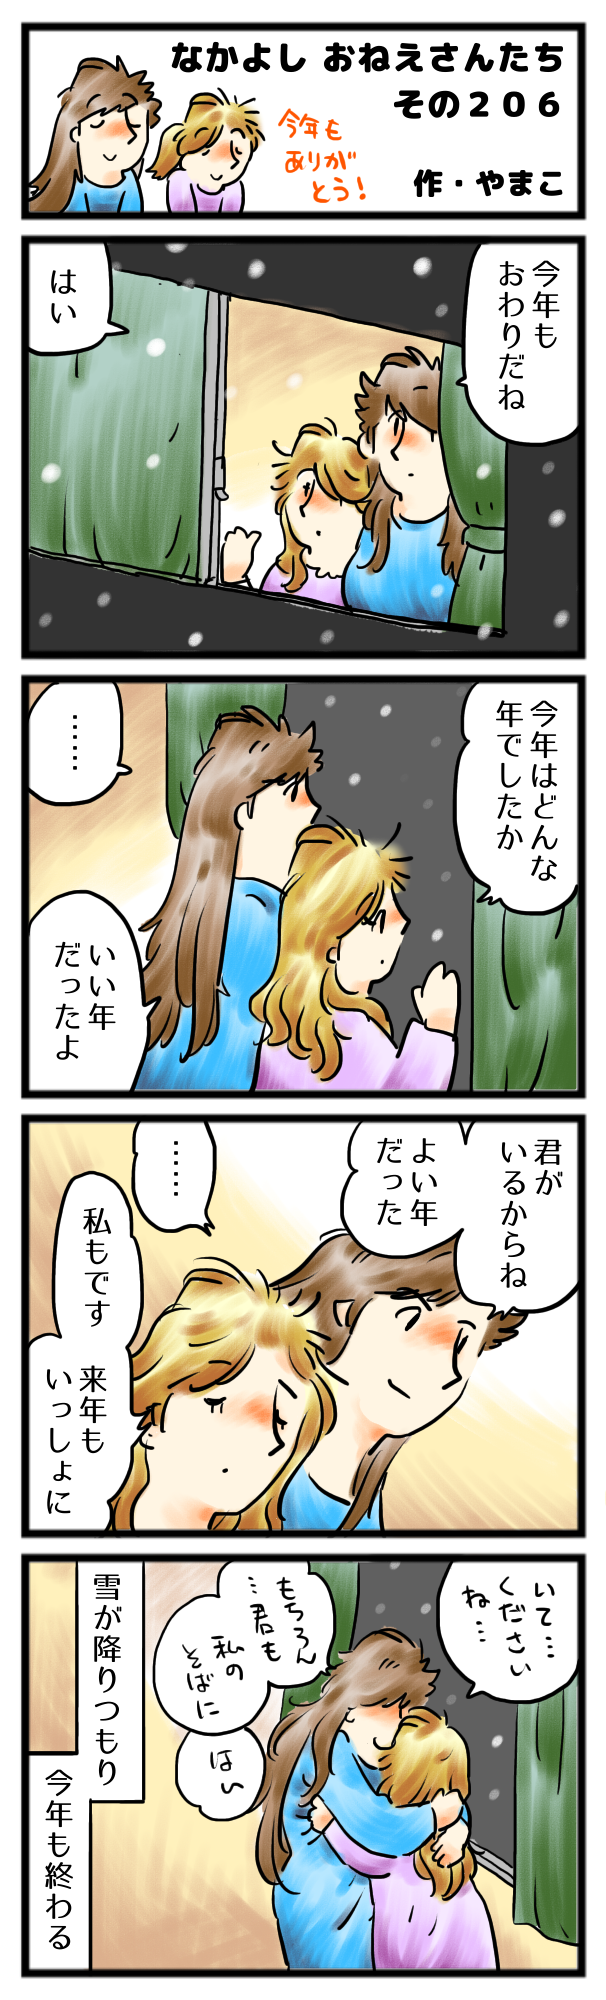 なかよし おねえさんたち
その206
今年も
ありが
とう!
作・やまこ
今年も
おわりだね
はい
今年はどんな
年でしたか
……
いい年
だったよ
君が
いるからね
よい年
だった
……
私もです
来年も
いっしょに
いて…
ください
ね…
もちろん
…君も
私の
そばに
はい
雪が降りつもり
今年も終わる